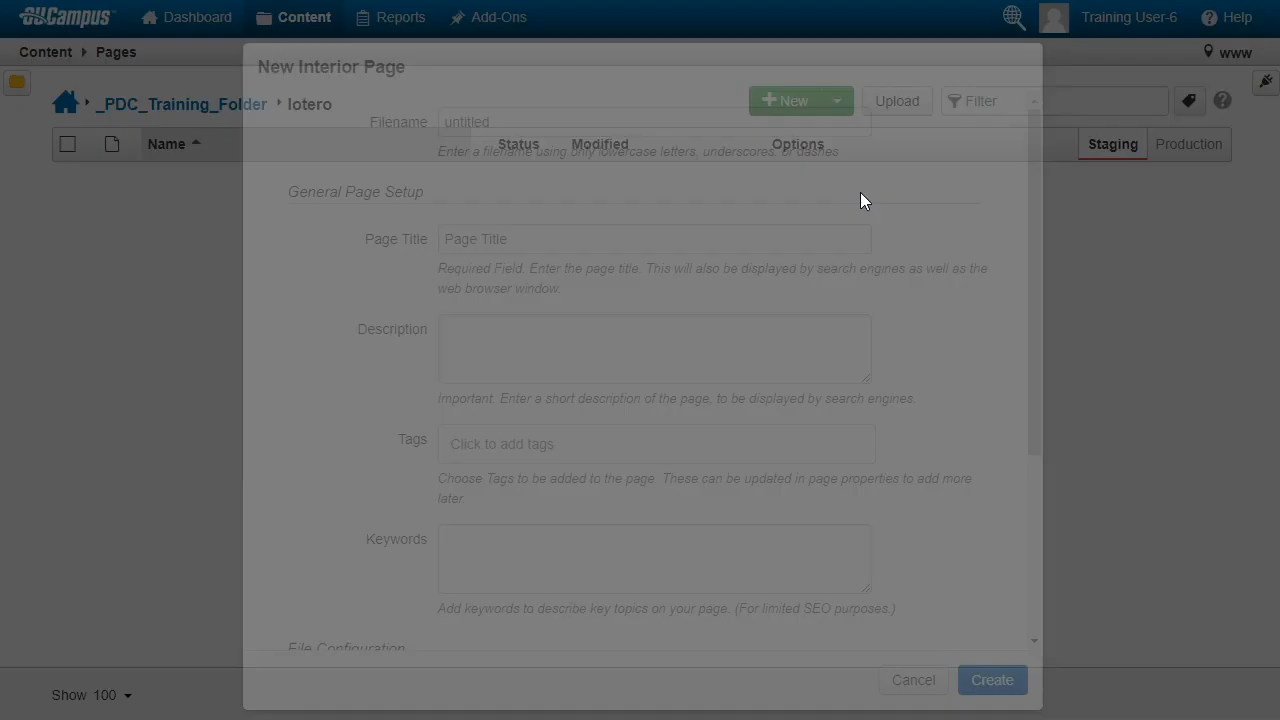 OU Campus™
Dashboard
Content
Reports
Add-Ons
Training User-6
Help
Content
Pages
www
New Interior Page
_PDC_Training_Folder
lotero
New
Upload
Filter
Filename
untitled
Name
Status
Modified
Options
Staging
Production
Enter a filename using only lowercase letters, underscores, or dashes
General Page Setup
Page Title
Page Title
Required Field. Enter the page title. This will also be displayed by search engines as well as the
web browser window.
Description
Important. Enter a short description of the page, to be displayed by search engines.
Tags
Click to add tags
Choose Tags to be added to the page. These can be updated in page properties to add more
later.
Keywords
Add keywords to describe key topics on your page. (For limited SEO purposes.)
File Configuration
Cancel
Create
Show 100